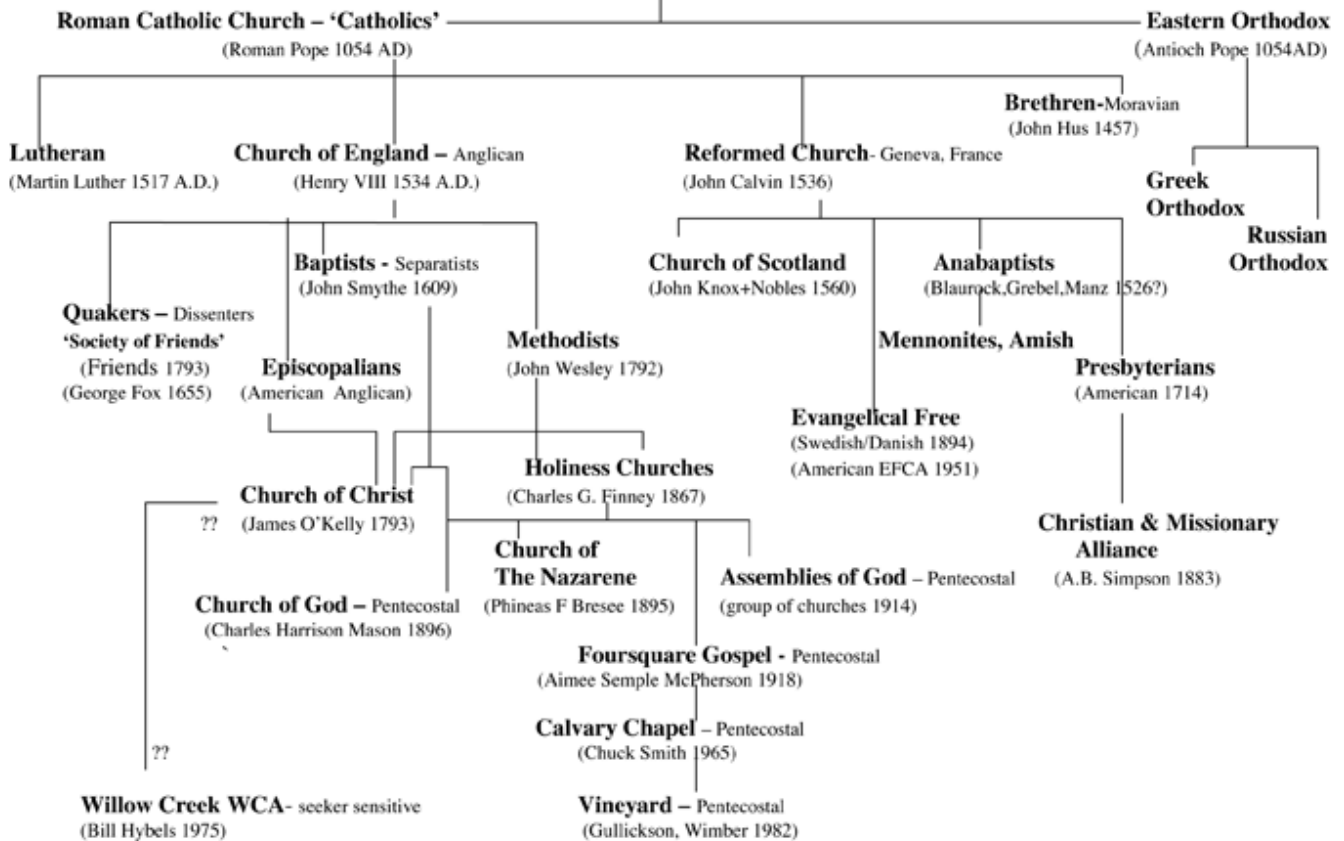 Roman Catholic Church – ‘Catholics’
(Roman Pope 1054 AD)
Eastern Orthodox
(Antioch Pope 1054AD)
Brethren-Moravian
(John Hus 1457)
Lutheran
(Martin Luther 1517 A.D.)
Church of England – Anglican
(Henry VIII 1534 A.D.)
Reformed Church- Geneva, France
(John Calvin 1536)
Greek
Orthodox
Russian
Orthodox
Baptists - Separatists
(John Smythe 1609)
Church of Scotland
(John Knox+Nobles 1560)
Anabaptists
(Blaurock,Grebel,Manz 1526?)
Quakers – Dissenters
‘Society of Friends’
(Friends 1793)
(George Fox 1655)
Episcopalians
(American Anglican)
Methodists
(John Wesley 1792)
Mennonites, Amish
Presbyterians
(American 1714)
Evangelical Free
(Swedish/Danish 1894)
(American EFCA 1951)
Holiness Churches
(Charles G. Finney 1867)
Church of Christ
(James O’Kelly 1793)
??
Christian & Missionary
Alliance
(A.B. Simpson 1883)
Church of
The Nazarene
(Phineas F Bresee 1895)
Assemblies of God – Pentecostal
(group of churches 1914)
Church of God – Pentecostal
(Charles Harrison Mason 1896)
Foursquare Gospel - Pentecostal
(Aimee Semple McPherson 1918)
Calvary Chapel – Pentecostal
(Chuck Smith 1965)
??
Willow Creek WCA- seeker sensitive
(Bill Hybels 1975)
Vineyard – Pentecostal
(Gullickson, Wimber 1982)